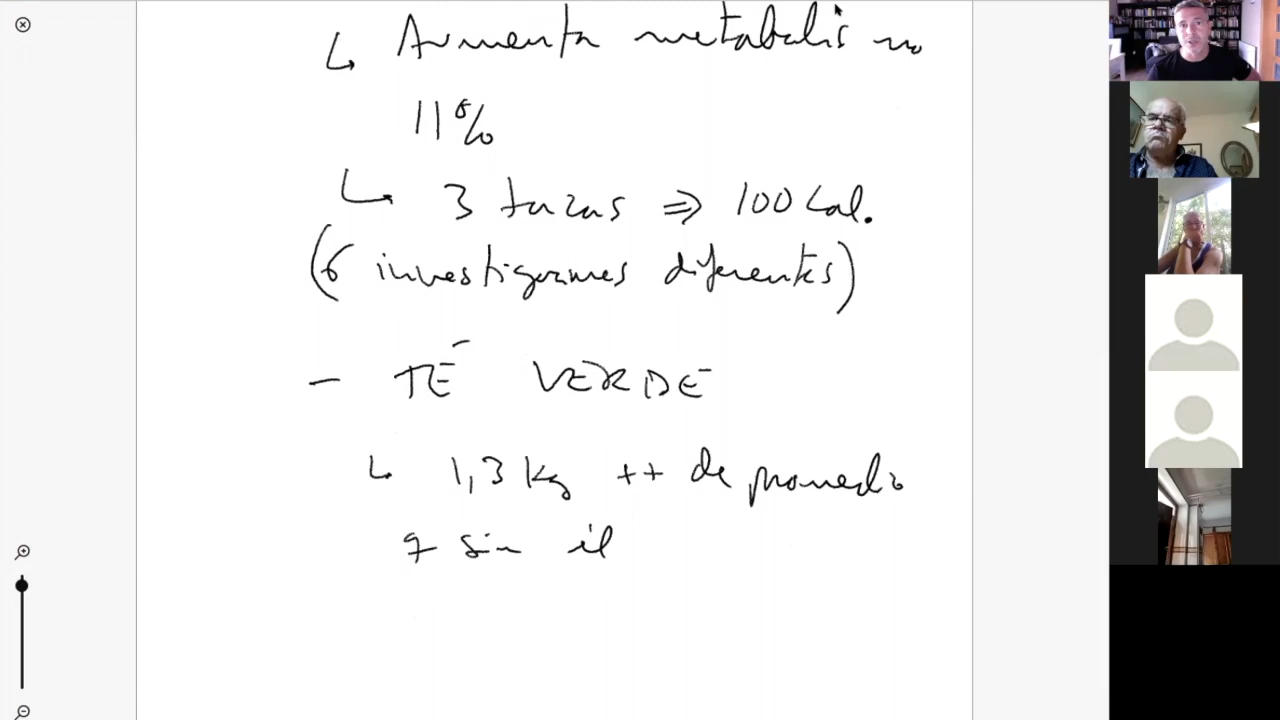 ↳ Aumenta metabolismo
11%
↳ 3 tazas ⇒ 100 Cal.
(6 investigaciones diferentes)
- TÉ VERDE
↳ 1,3 kg ++ de promedio
q sin él